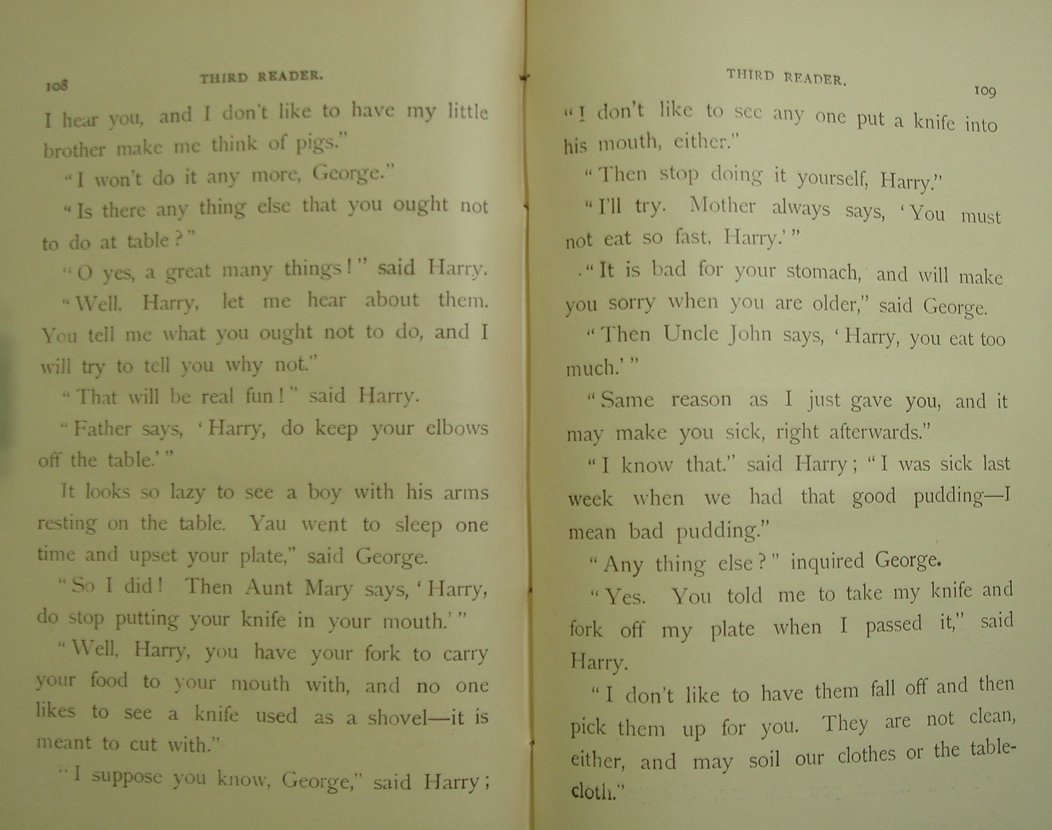 108
THIRD READER.
I hear you, and I don't like to have my little
brother make me think of pigs."
"I won't do it any more, George."
"Is there any thing else that you ought not
to do at table?"
"O yes, a great many things!" said Harry.
"Well, Harry, let me hear about them.
You tell me what you ought not to do, and I
will try to tell you why not."
"That will be real fun!" said Harry.
"Father says, 'Harry, do keep your elbows
off the table.'"
It looks so lazy to see a boy with his arms
resting on the table. Yau went to sleep one
time and upset your plate," said George.
"So I did! Then Aunt Mary says, 'Harry,
do stop putting your knife in your mouth.'"
"Well, Harry, you have your fork to carry
your food to your mouth with, and no one
likes to see a knife used as a shovel—it is
meant to cut with."
"I suppose you know, George," said Harry;
THIRD READER.
109
"I don't like to see any one put a knife into
his mouth, either."
"Then stop doing it yourself, Harry."
"I'll try. Mother always says, 'You must
not eat so fast, Harry.'"
"It is bad for your stomach, and will make
you sorry when you are older," said George.
"Then Uncle John says, 'Harry, you eat too
much.'"
"Same reason as I just gave you, and it
may make you sick, right afterwards."
"I know that." said Harry; "I was sick last
week when we had that good pudding—I
mean bad pudding."
"Any thing else?" inquired George.
"Yes. You told me to take my knife and
fork off my plate when I passed it," said
Harry.
"I don't like to have them fall off and then
pick them up for you. They are not clean,
either, and may soil our clothes or the table-
cloth."